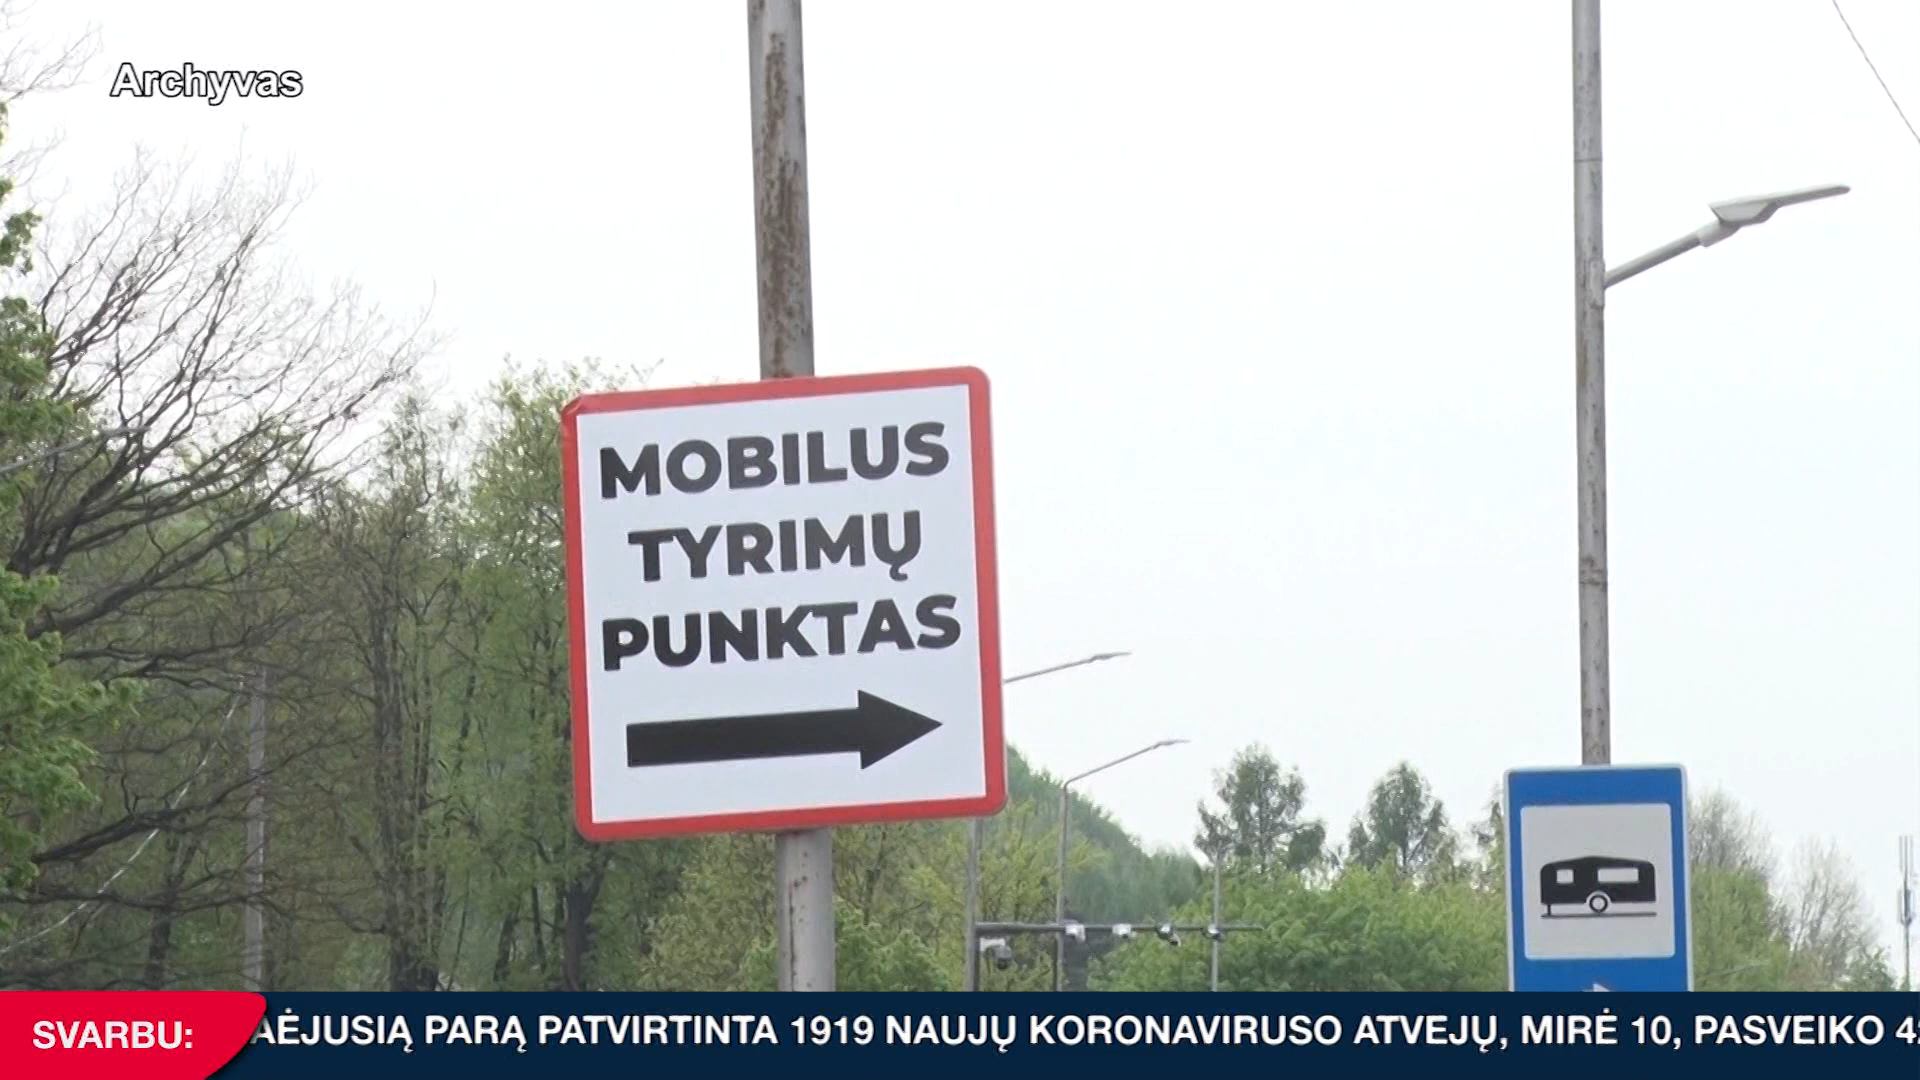 Archyvas
MOBILUS
TYRIMŲ
PUNKTAS
SVARBU: AĖJUSIĄ PARĄ PATVIRTINTA 1919 NAUJŲ KORONAVIRUSO ATVEJŲ, MIRĖ 10, PASVEIKO